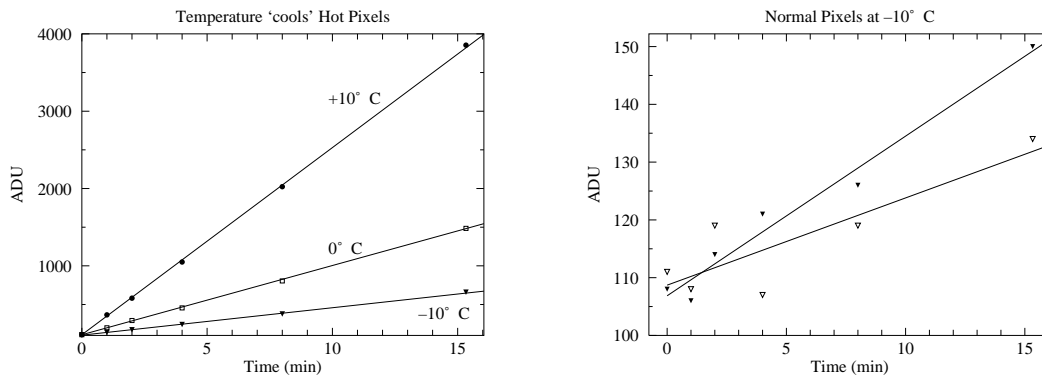 Temperature ‘cools’ Hot Pixels
4000
3000
2000
1000
ADU
+10° C
0° C
–10° C
0
5
10
15
Time (min)
Normal Pixels at –10° C
150
140
130
120
110
100
ADU
0
5
10
15
Time (min)